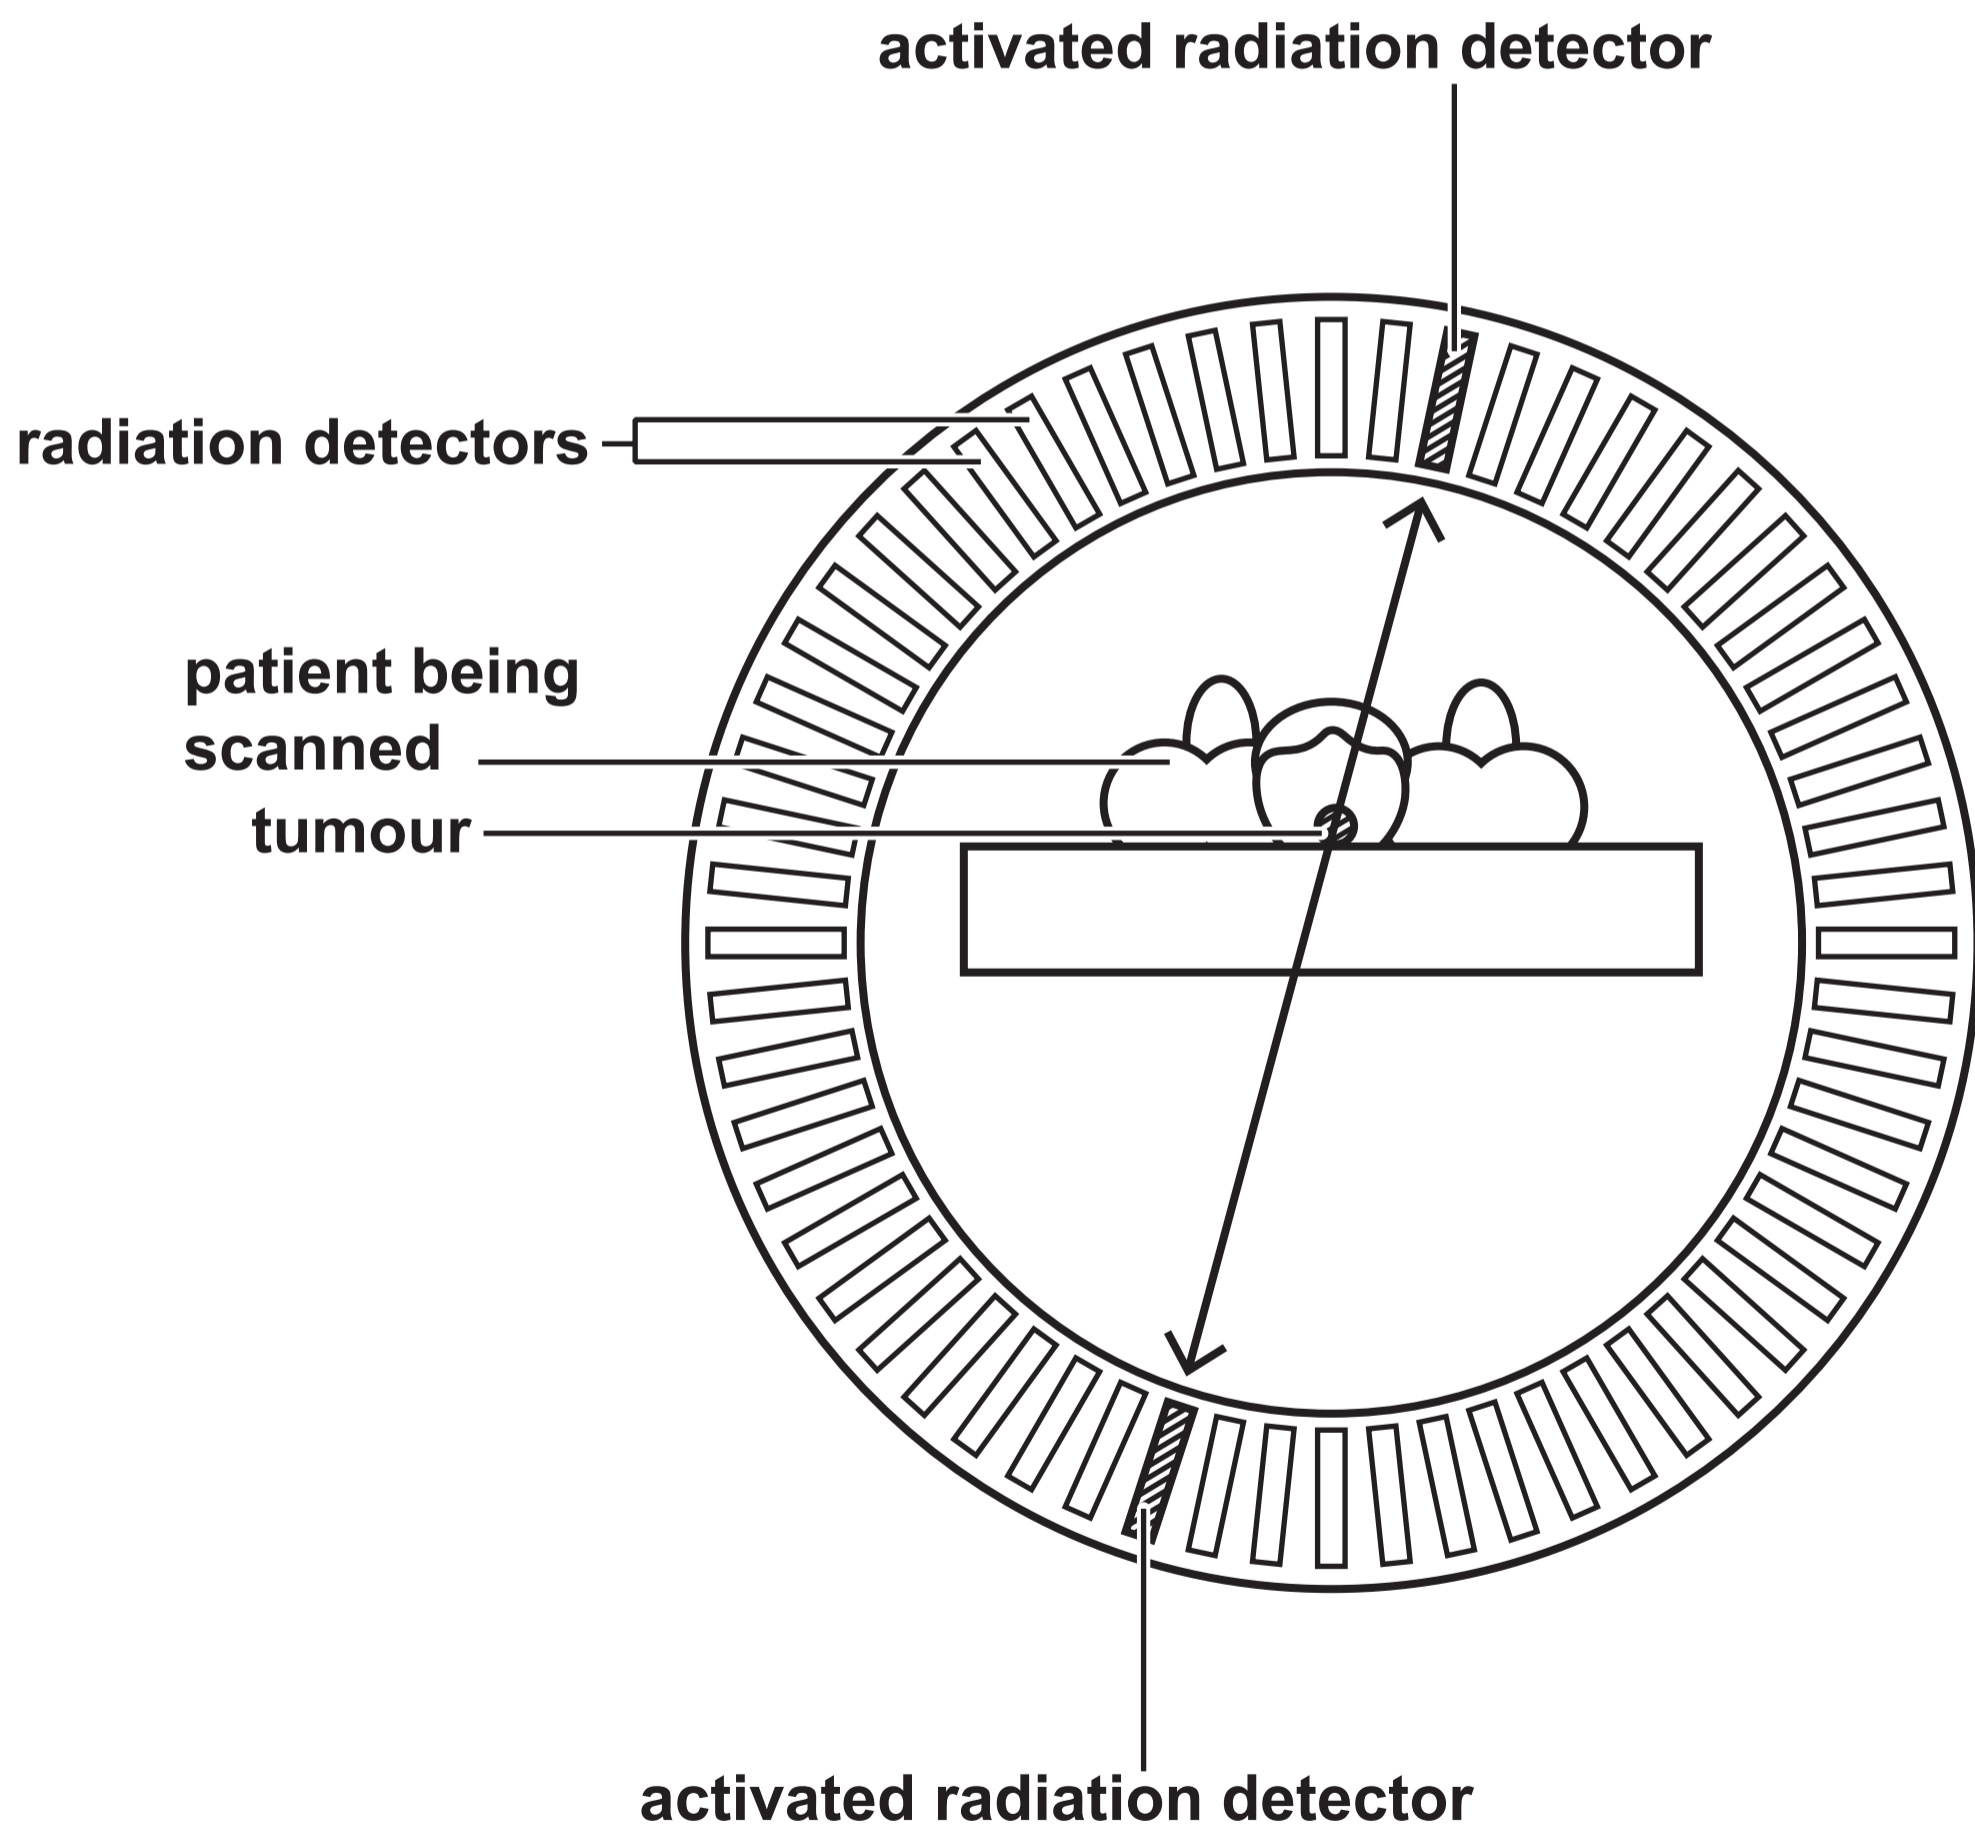 activated radiation detector
radiation detectors
patient being
scanned
tumour
activated radiation detector